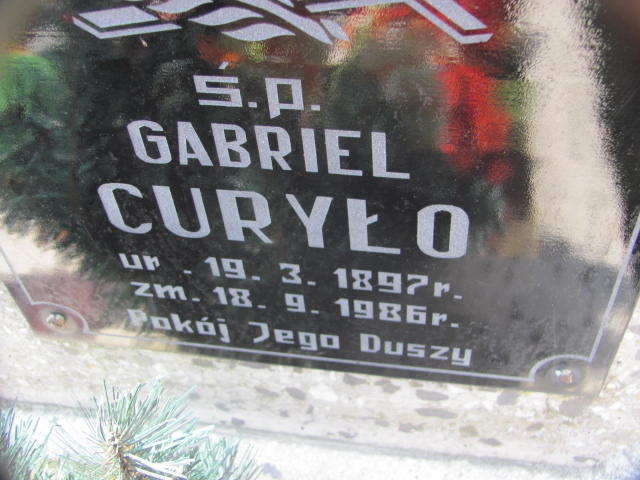 Ś.p.
GABRIEL
CURYŁO
ur. 19. 3. 1897r.
zm. 18. 9. 1986r.
Pokój Jego Duszy